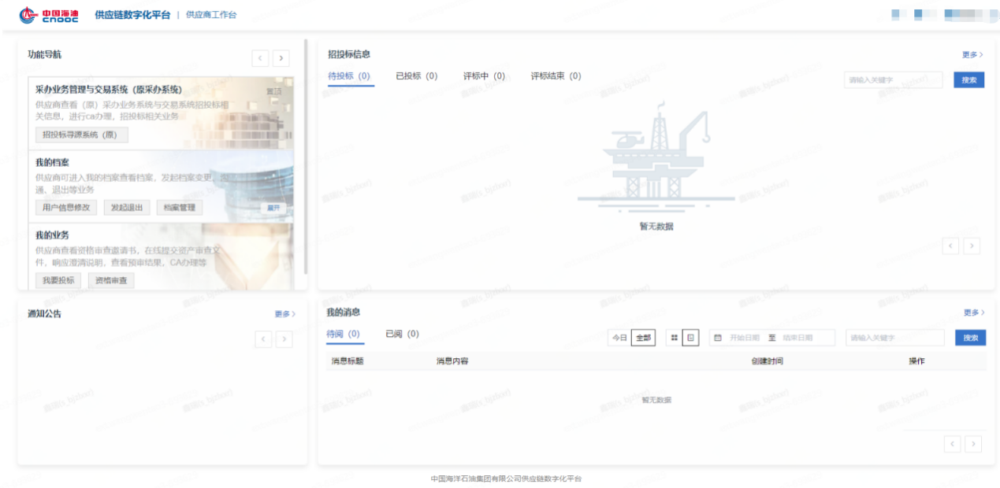 中国海油
CNOOC
供应链数字化平台 | 供应商工作台
功能导航
采办业务管理与交易系统（原采办系统）
置顶
供应商查看（原）采办业务系统与交易系统招投标相
关信息，进行ca办理，招投标相关业务
招投标寻源系统（原）
我的档案
供应商可进入我的档案查看档案，发起档案变更、沟
通、退出等业务
用户信息修改 发起退出 档案管理 展开
我的业务
供应商查看资格审查邀请书，在线提交资产审查文
件，响应澄清说明，查看预审结果，CA办理等
我要投标 资格审查
招投标信息 更多
待投标（0） 已投标（0） 评标中（0） 评标结束（0）
请输入关键字 搜索
暂无数据
通知公告 更多
我的消息 更多
待阅（0） 已阅（0）
今日 全部 开始日期 至 结束日期 请输入关键字 搜索
消息标题 消息内容 创建时间 操作
暂无数据
中国海洋石油集团有限公司供应链数字化平台